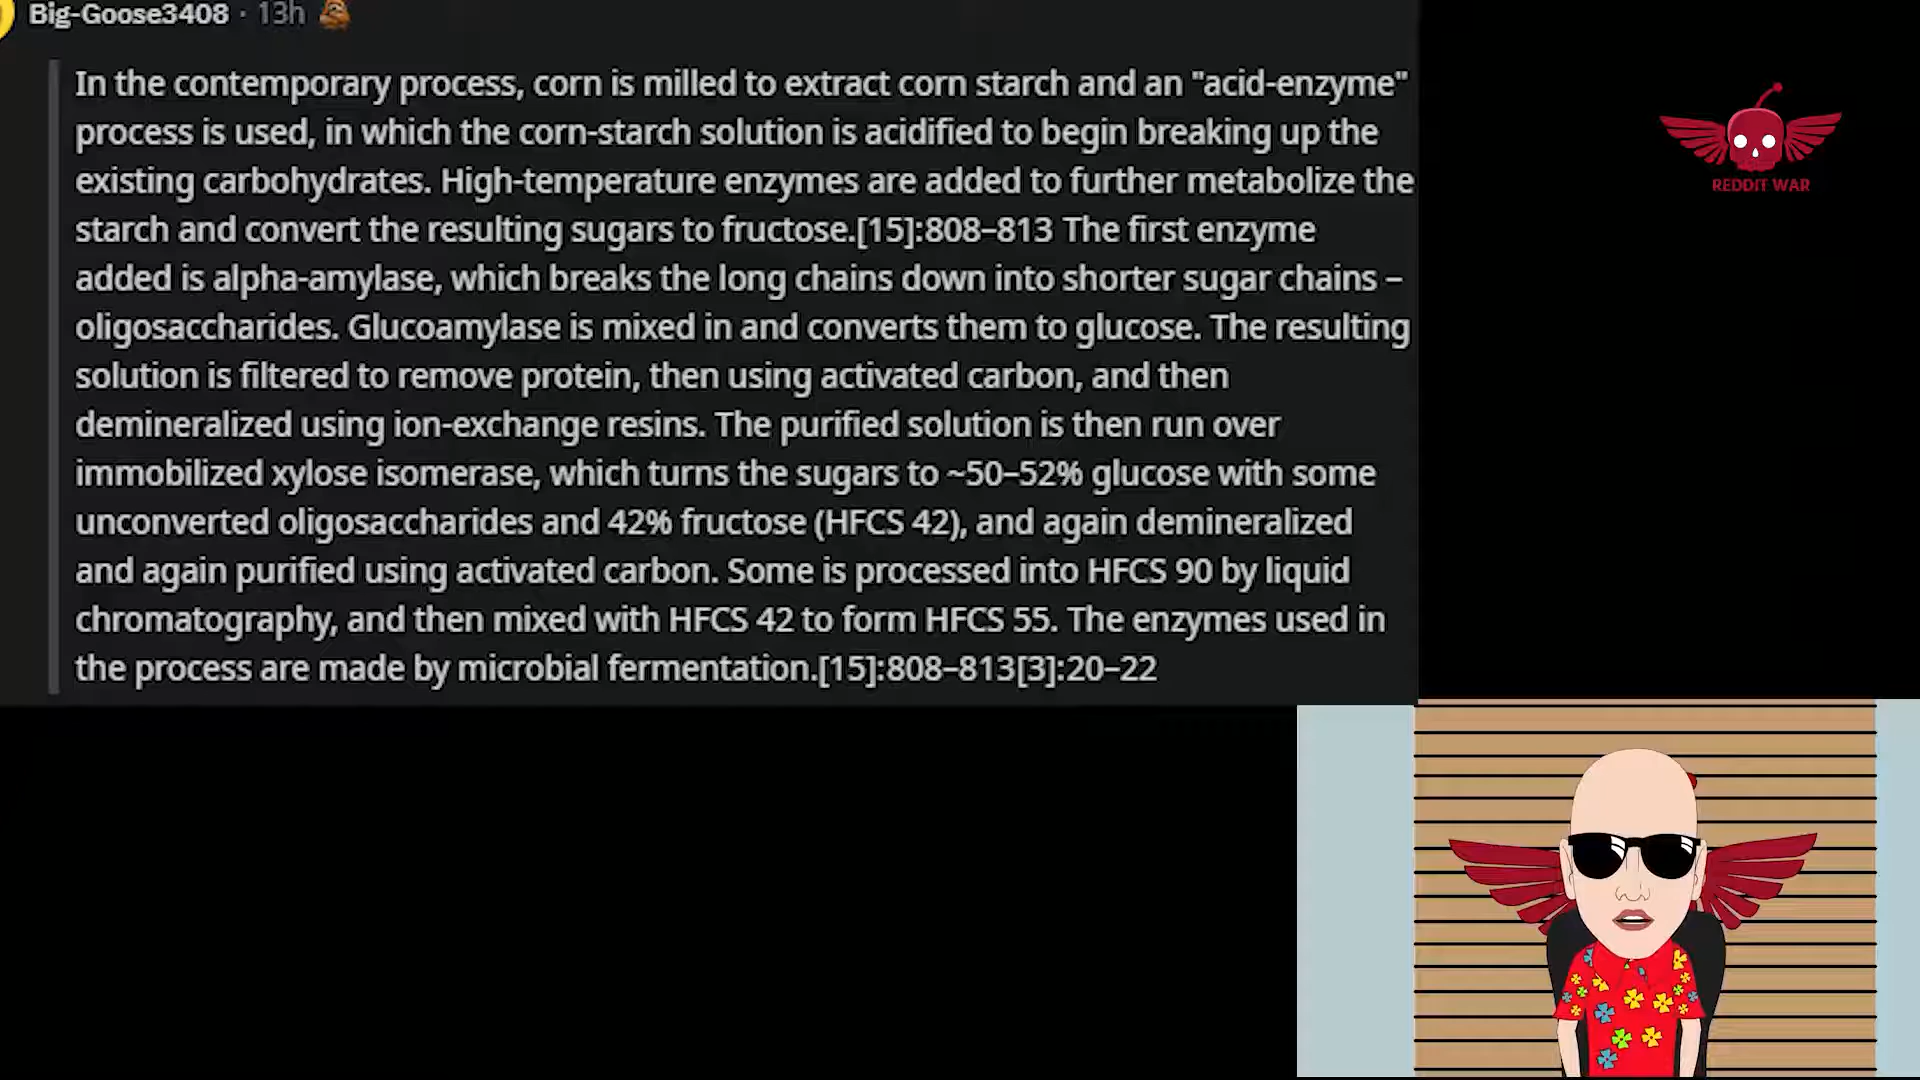 Big-Goose3408 · 13h
In the contemporary process, corn is milled to extract corn starch and an "acid-enzyme"
process is used, in which the corn-starch solution is acidified to begin breaking up the
existing carbohydrates. High-temperature enzymes are added to further metabolize the
starch and convert the resulting sugars to fructose.[15]:808–813 The first enzyme
added is alpha-amylase, which breaks the long chains down into shorter sugar chains –
oligosaccharides. Glucoamylase is mixed in and converts them to glucose. The resulting
solution is filtered to remove protein, then using activated carbon, and then
demineralized using ion-exchange resins. The purified solution is then run over
immobilized xylose isomerase, which turns the sugars to ~50–52% glucose with some
unconverted oligosaccharides and 42% fructose (HFCS 42), and again demineralized
and again purified using activated carbon. Some is processed into HFCS 90 by liquid
chromatography, and then mixed with HFCS 42 to form HFCS 55. The enzymes used in
the process are made by microbial fermentation.[15]:808–813[3]:20–22
REDDIT WAR